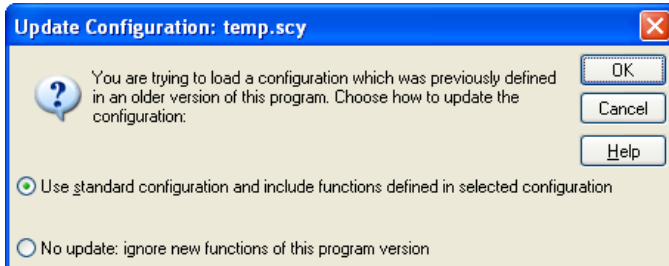 Update Configuration: temp.scy
You are trying to load a configuration which was previously defined
in an older version of this program. Choose how to update the
configuration:
OK
Cancel
Help
Use standard configuration and include functions defined in selected configuration
No update: ignore new functions of this program version